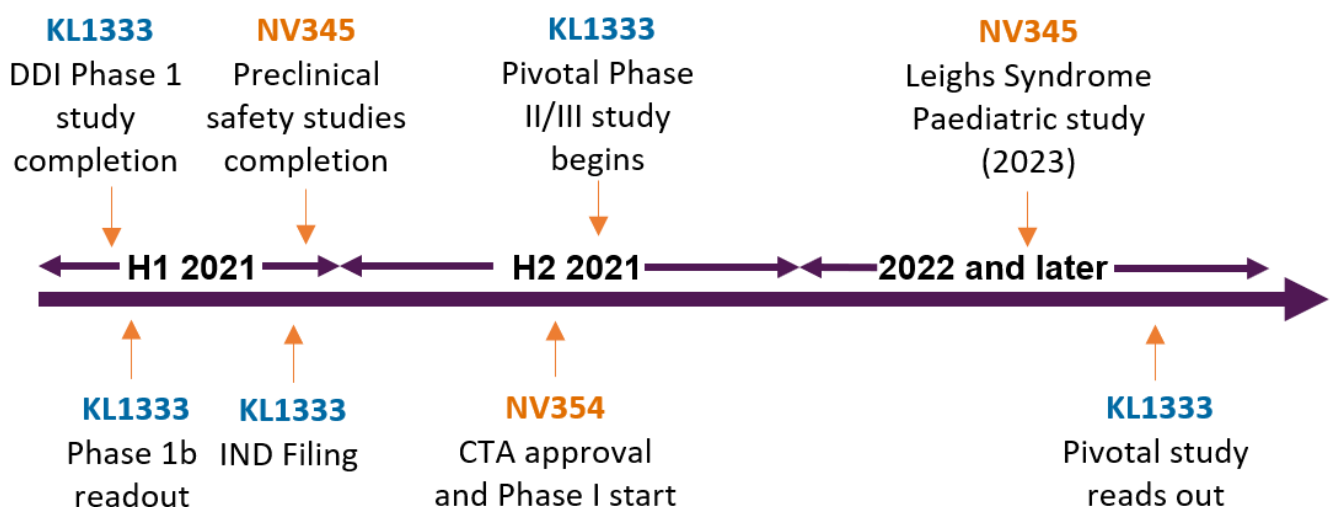 KL1333
DDI Phase 1
study
completion
NV345
Preclinical
safety studies
completion
KL1333
Pivotal Phase
II/III study
begins
NV345
Leighs Syndrome
Paediatric study
(2023)
H1 2021
H2 2021
2022 and later
KL1333
Phase 1b
readout
KL1333
IND Filing
NV354
CTA approval
and Phase I start
KL1333
Pivotal study
reads out